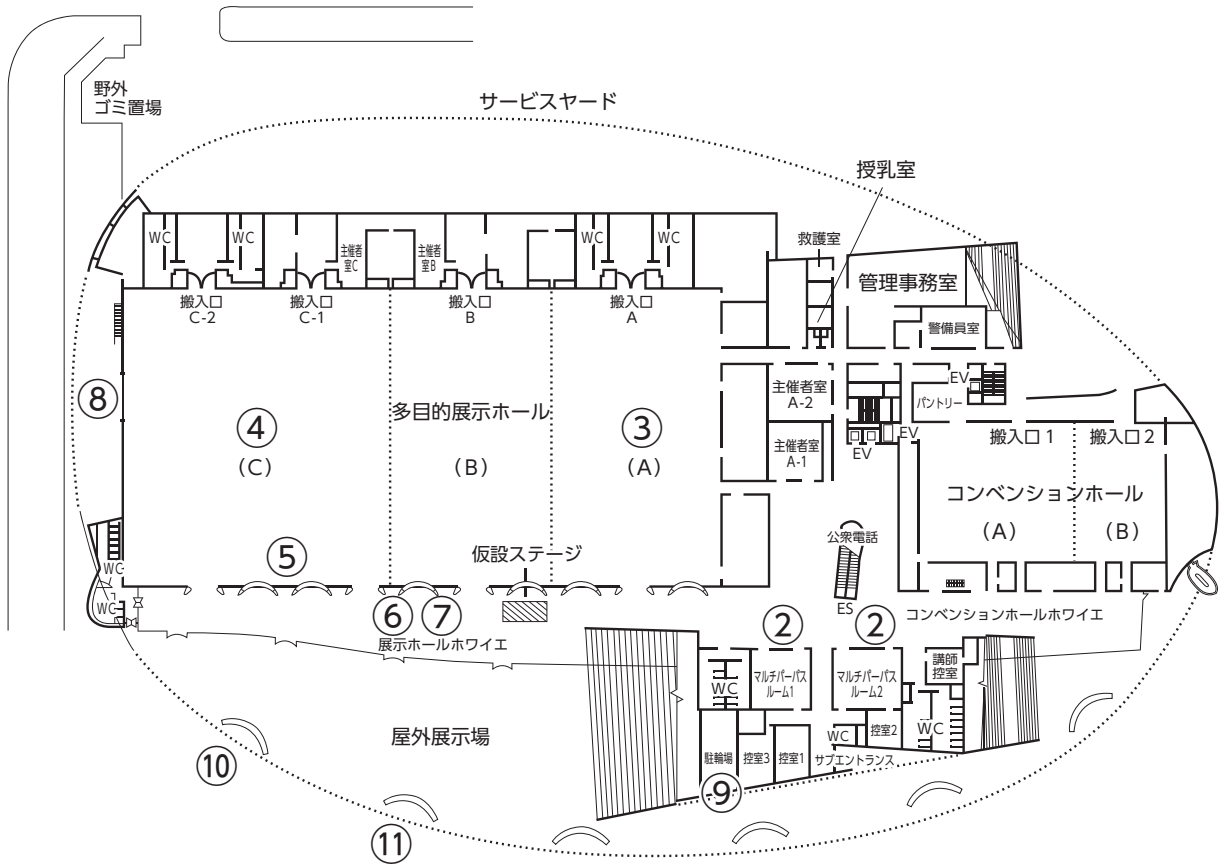 野外
ゴミ置場
サービスヤード
授乳室
救護室
管理事務室
警備員室
WC
WC
主催者
室C
主催者
室B
WC
WC
搬入口
C-2
搬入口
C-1
搬入口
B
搬入口
A
⑧
④
(C)
多目的展示ホール
(B)
③
(A)
主催者室
A-2
主催者室
A-1
EV
EV
EV
パントリー
搬入口 1
搬入口 2
コンベンションホール
(A)
(B)
公衆電話
ES
仮設ステージ
⑤
⑥
⑦
WC
WC
展示ホールホワイエ
コンベンションホールホワイエ
②
②
WC
マルチパーパス
ルーム1
マルチパーパス
ルーム2
講師
控室
WC
控室2
WC
駐輪場
控室3
控室1
サブエントランス
⑨
屋外展示場
⑩
⑪